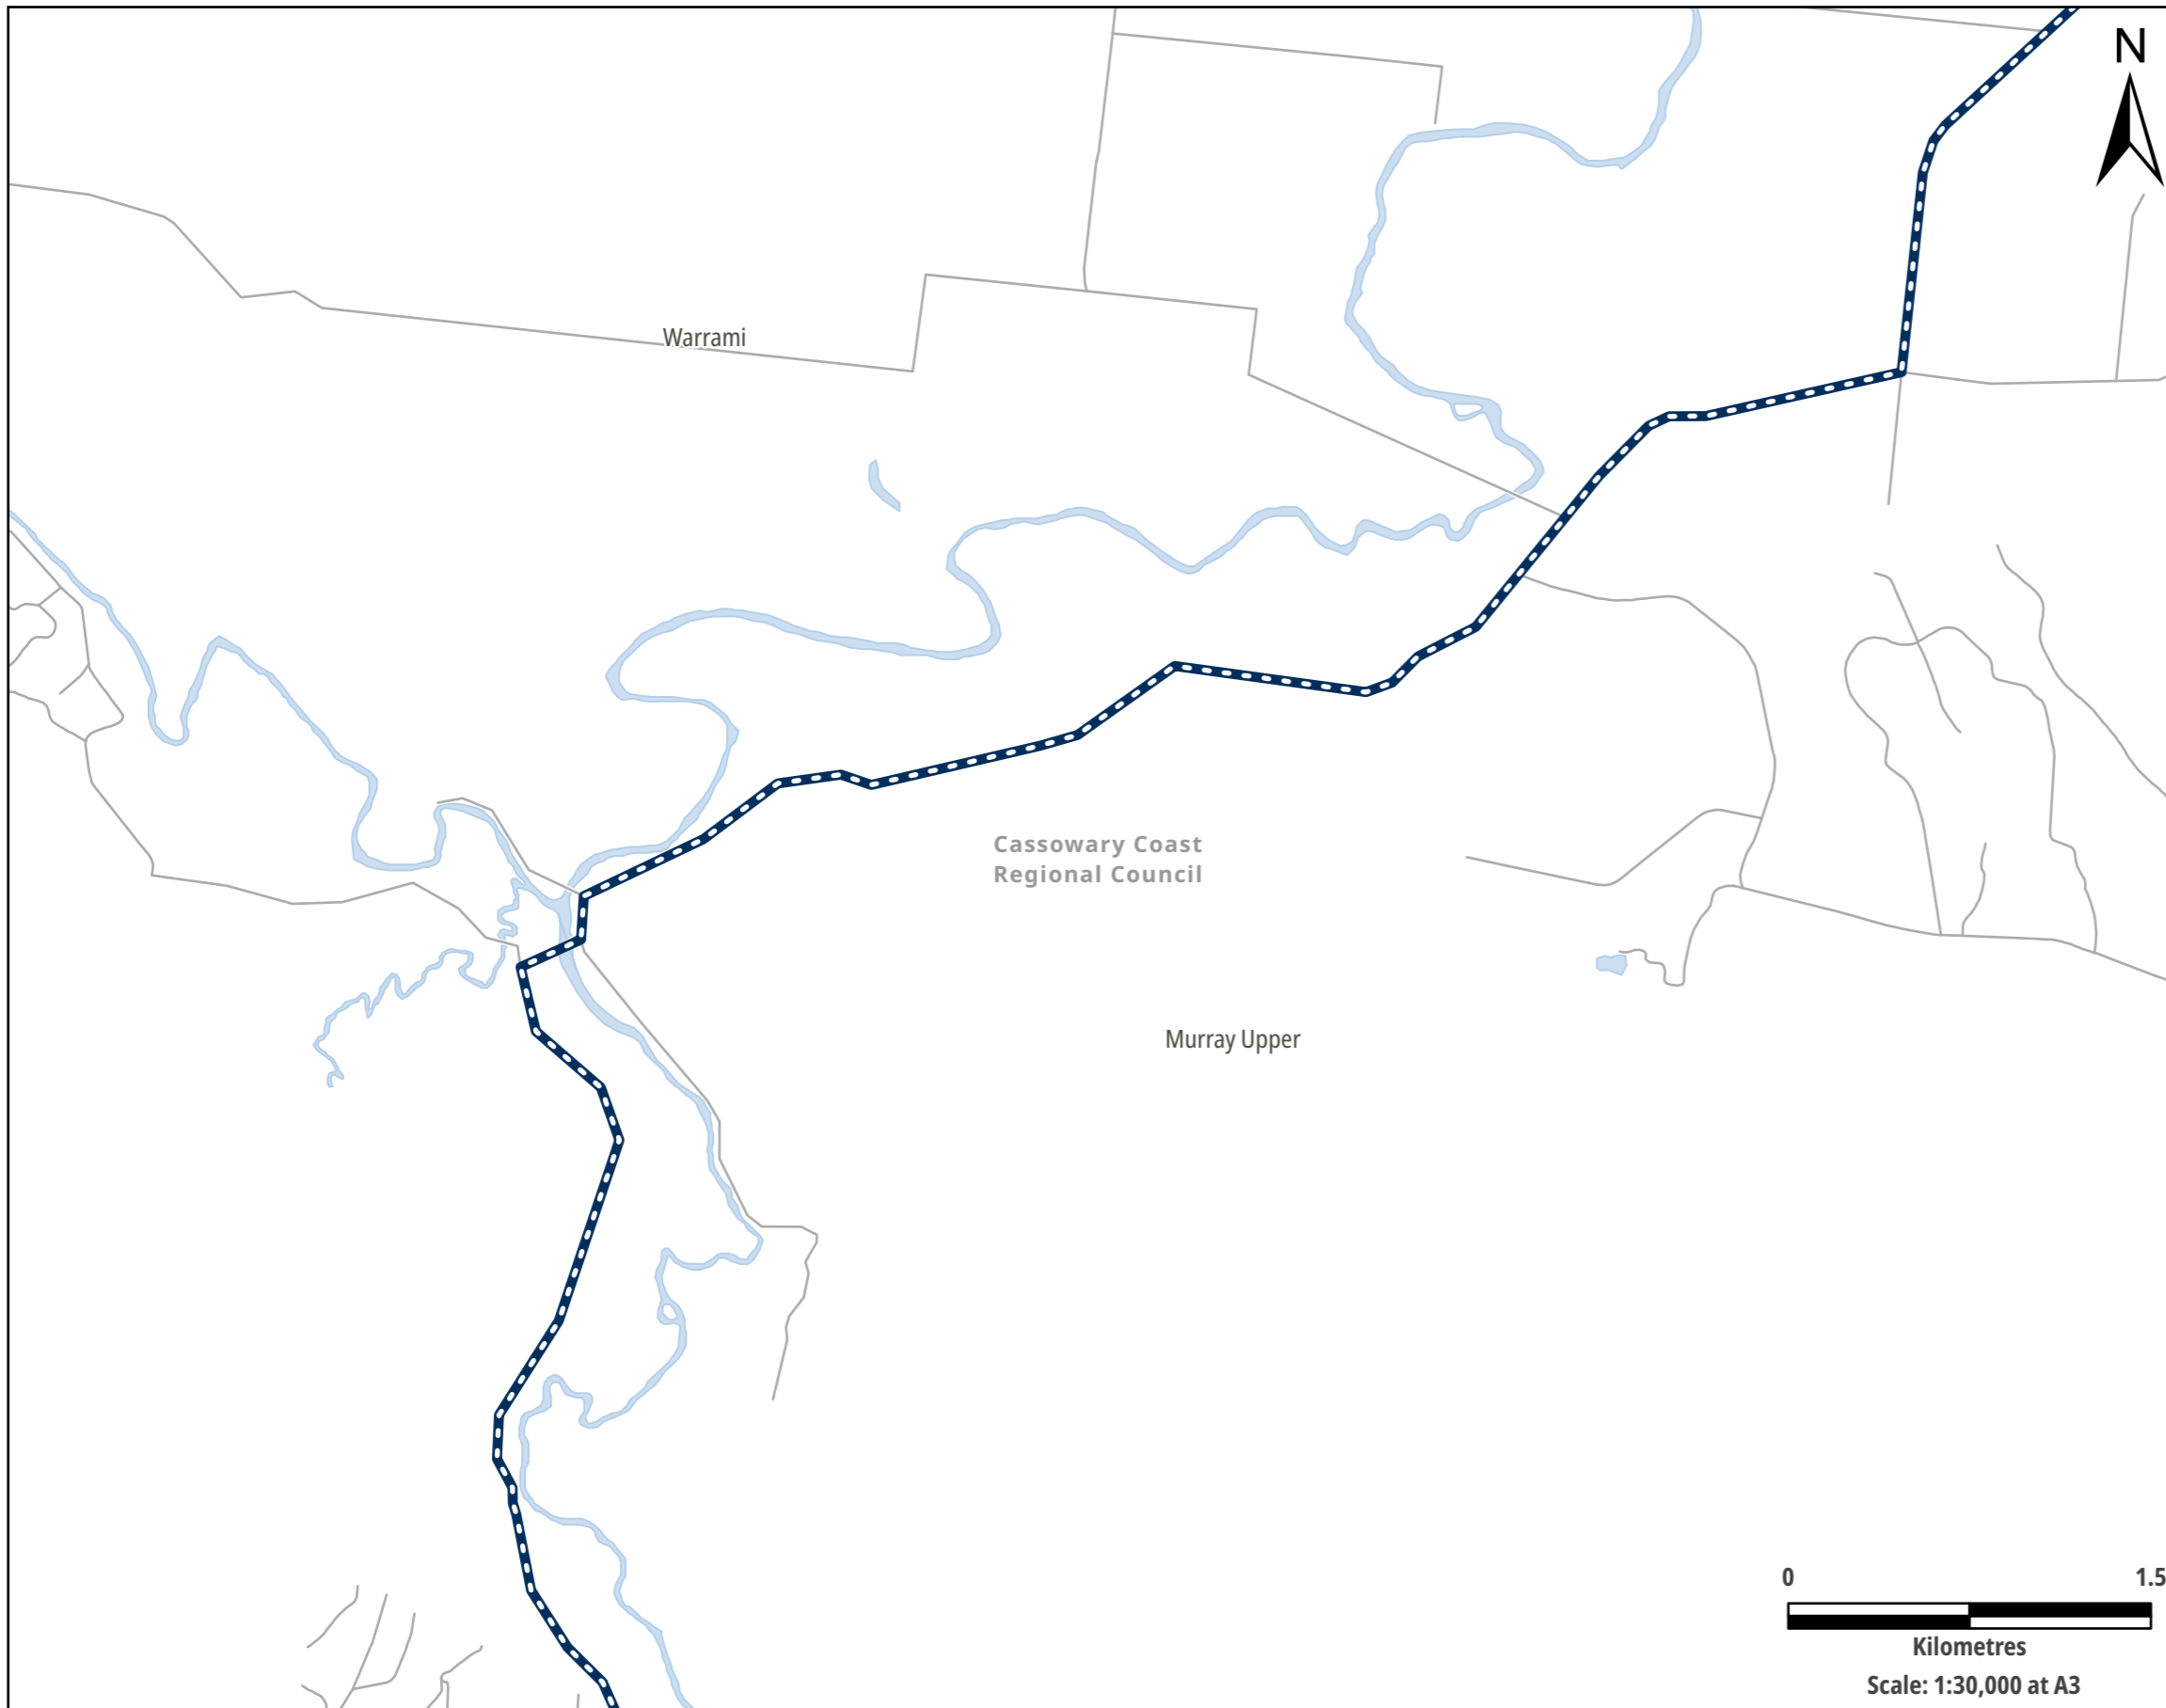 N
Warrami
Cassowary Coast
Regional Council
Murray Upper
0 1.5
Kilometres
Scale: 1:30,000 at A3